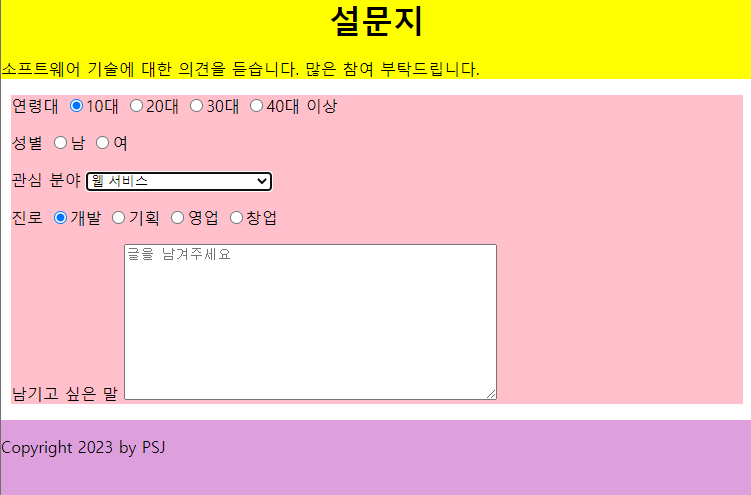 설문지
소프트웨어 기술에 대한 의견을 듣습니다. 많은 참여 부탁드립니다.
연령대 10대 20대 30대 40대 이상
성별 남 여
관심 분야 웹 서비스
진로 개발 기획 영업 창업
글을 남겨주세요
남기고 싶은 말
Copyright 2023 by PSJ